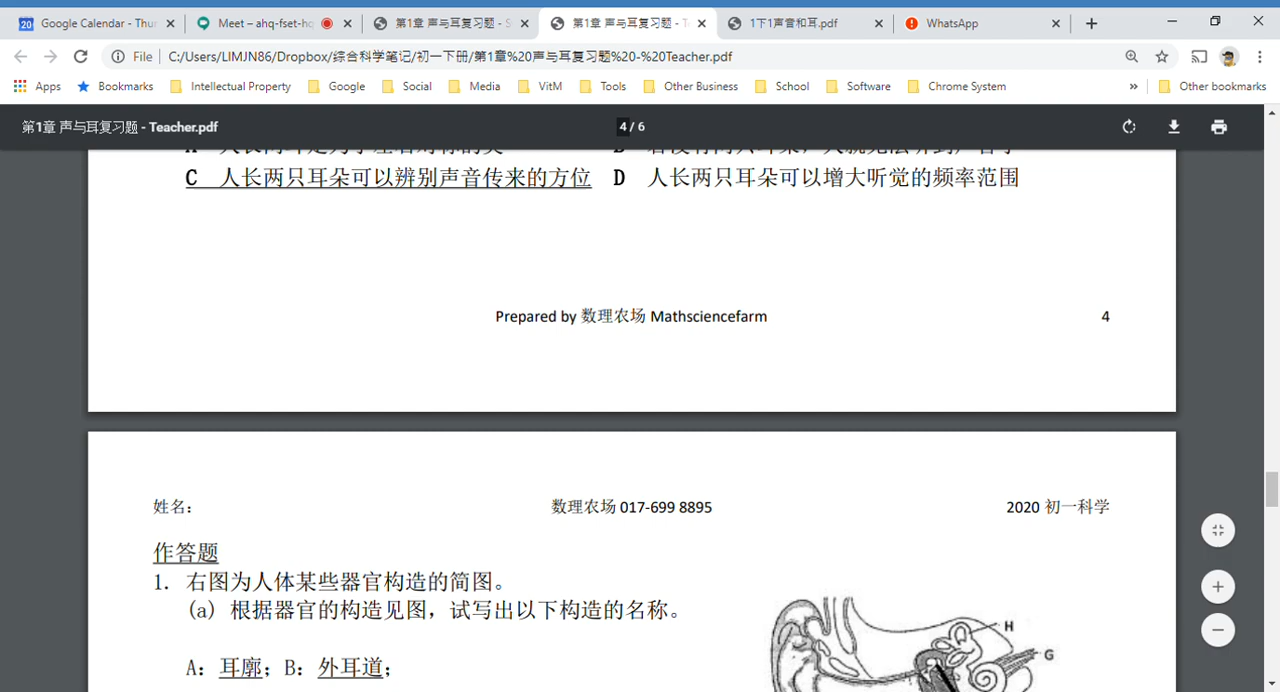 20 Google Calendar - Thu
Meet – ahq-fset-hq
第1章 声与耳复习题 - S
第1章 声与耳复习题 - T
1下1声音和耳.pdf
WhatsApp
File
C:/Users/LIMJN86/Dropbox/综合科学笔记/初一下册/第1章%20声与耳复习题%20-%20Teacher.pdf
Apps
Bookmarks
Intellectual Property
Google
Social
Media
VitM
Tools
Other Business
School
Software
Chrome System
»
Other bookmarks
第1章 声与耳复习题 - Teacher.pdf
4 / 6
C 人长两只耳朵可以辨别声音传来的方位 D 人长两只耳朵可以增大听觉的频率范围
Prepared by 数理农场 Mathsciencefarm
4
姓名:
数理农场 017-699 8895
2020 初一科学
作答题
1. 右图为人体某些器官构造的简图。
(a) 根据器官的构造见图，试写出以下构造的名称。
H
G
A: 耳廓; B: 外耳道;